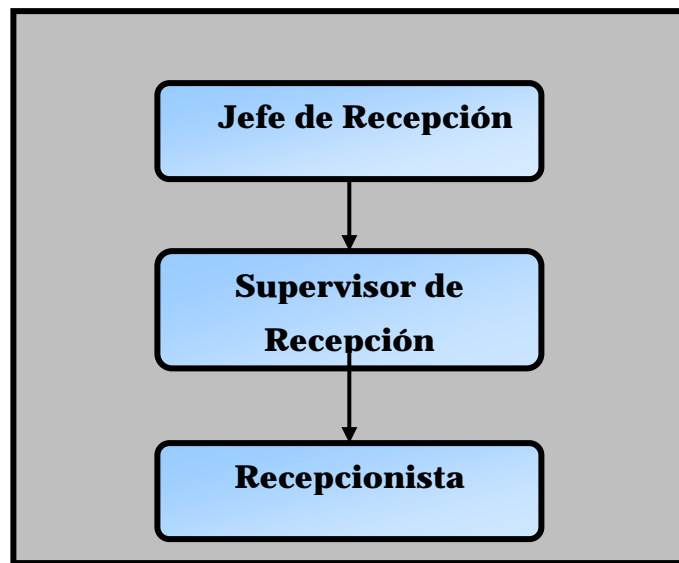 Jefe de Recepción
Supervisor de
Recepción
Recepcionista